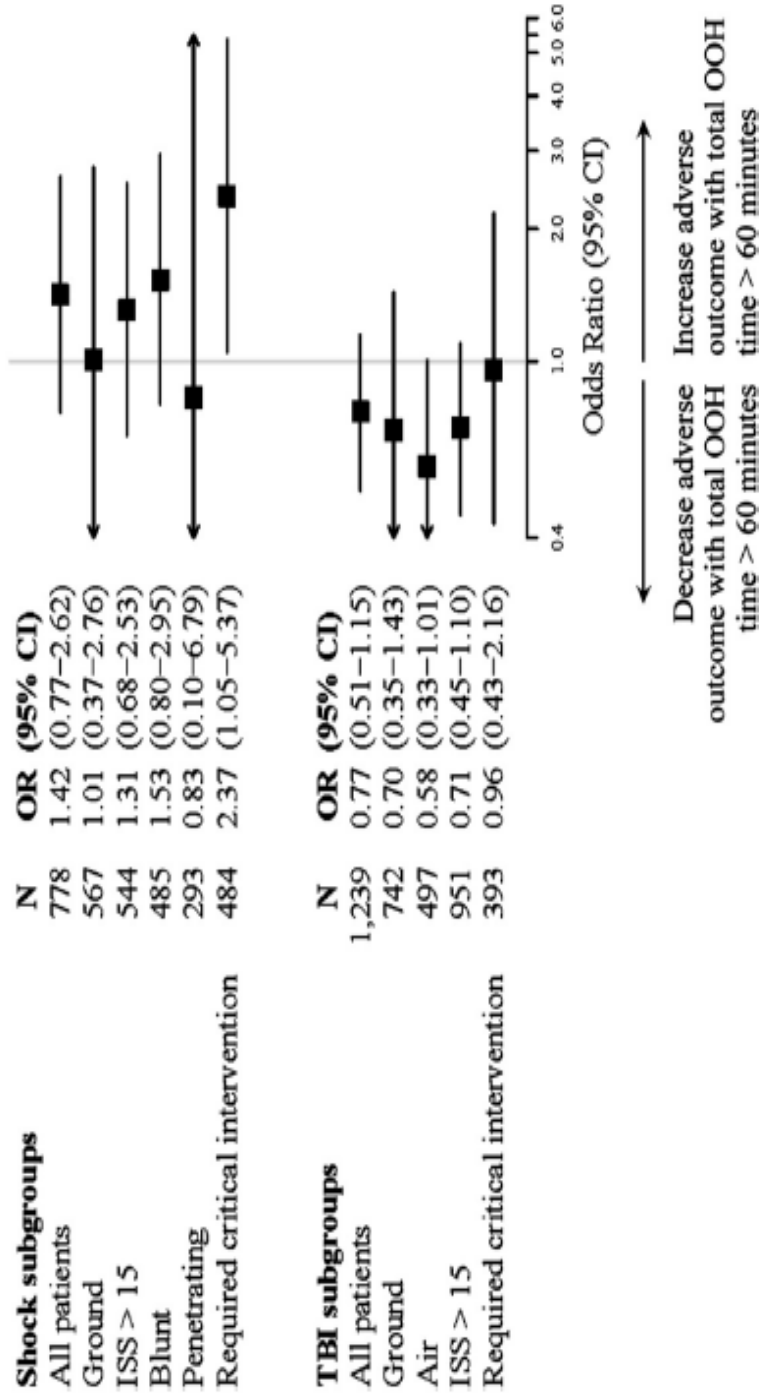 Shock subgroups N OR (95% CI)
All patients 778 1.42 (0.77–2.62)
Ground 567 1.01 (0.37–2.76)
ISS > 15 544 1.31 (0.68–2.53)
Blunt 485 1.53 (0.80–2.95)
Penetrating 293 0.83 (0.10–6.79)
Required critical intervention 484 2.37 (1.05–5.37)
TBI subgroups N OR (95% CI)
All patients 1,239 0.77 (0.51–1.15)
Ground 742 0.70 (0.35–1.43)
Air 497 0.58 (0.33–1.01)
ISS > 15 951 0.71 (0.45–1.10)
Required critical intervention 393 0.96 (0.43–2.16)
0.4 1.0 2.0 3.0 4.0 5.0 6.0
Odds Ratio (95% CI)
Decrease adverse Increase adverse
outcome with total OOH outcome with total OOH
time > 60 minutes time > 60 minutes